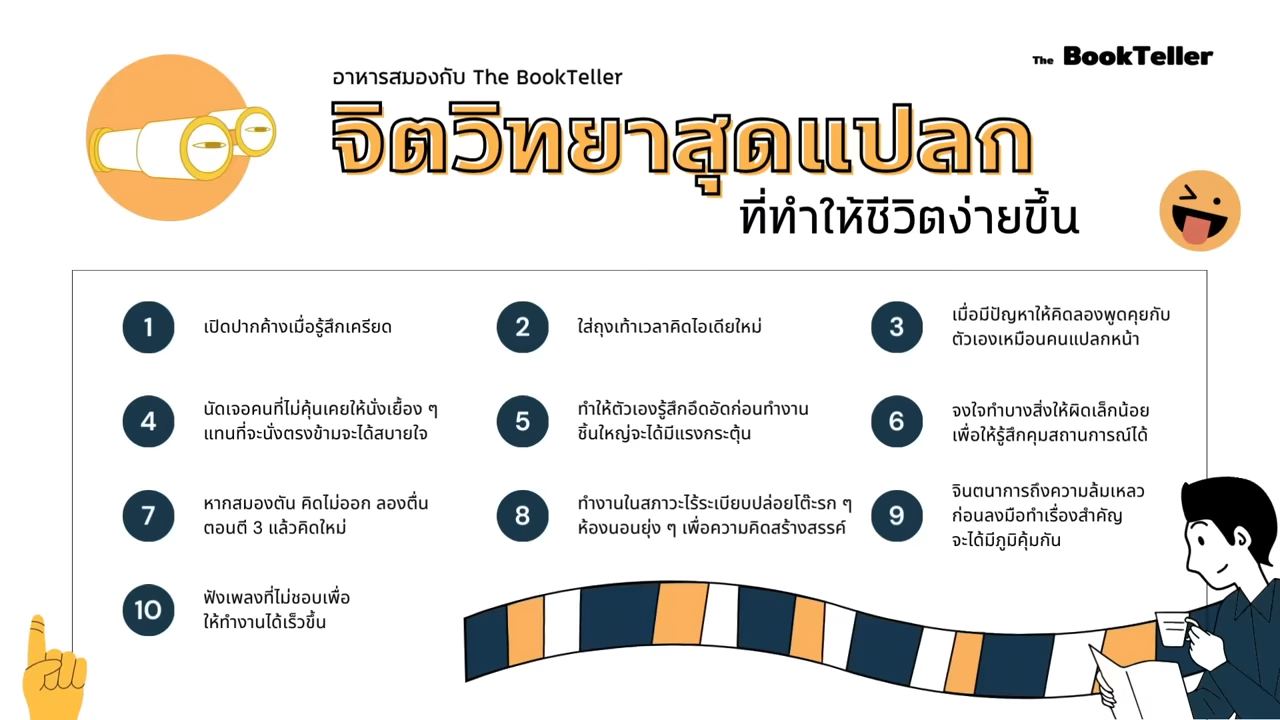 The BookTeller
อาหารสมองกับ The BookTeller
จิตวิทยาสุดแปลก
ที่ทำให้ชีวิตง่ายขึ้น
1
เปิดปากค้างเมื่อรู้สึกเครียด
2
ใส่ถุงเท้าเวลาคิดไอเดียใหม่
3
เมื่อมีปัญหาให้คิดลองพูดคุยกับ
ตัวเองเหมือนคนแปลกหน้า
4
นัดเจอคนที่ไม่คุ้นเคยให้นั่งเยื้อง ๆ
แทนที่จะนั่งตรงข้ามจะได้สบายใจ
5
ทำให้ตัวเองรู้สึกอึดอัดก่อนทำงาน
ชิ้นใหญ่จะได้มีแรงกระตุ้น
6
จงใจทำบางสิ่งให้ผิดเล็กน้อย
เพื่อให้รู้สึกคุมสถานการณ์ได้
7
หากสมองตัน คิดไม่ออก ลองตื่น
ตอนตี 3 แล้วคิดใหม่
8
ทำงานในสภาวะไร้ระเบียบปล่อยโต๊ะรก ๆ
ห้องนอนยุ่ง ๆ เพื่อความคิดสร้างสรรค์
9
จินตนาการถึงความล้มเหลว
ก่อนลงมือทำเรื่องสำคัญ
จะได้มีภูมิคุ้มกัน
10
ฟังเพลงที่ไม่ชอบเพื่อ
ให้ทำงานได้เร็วขึ้น